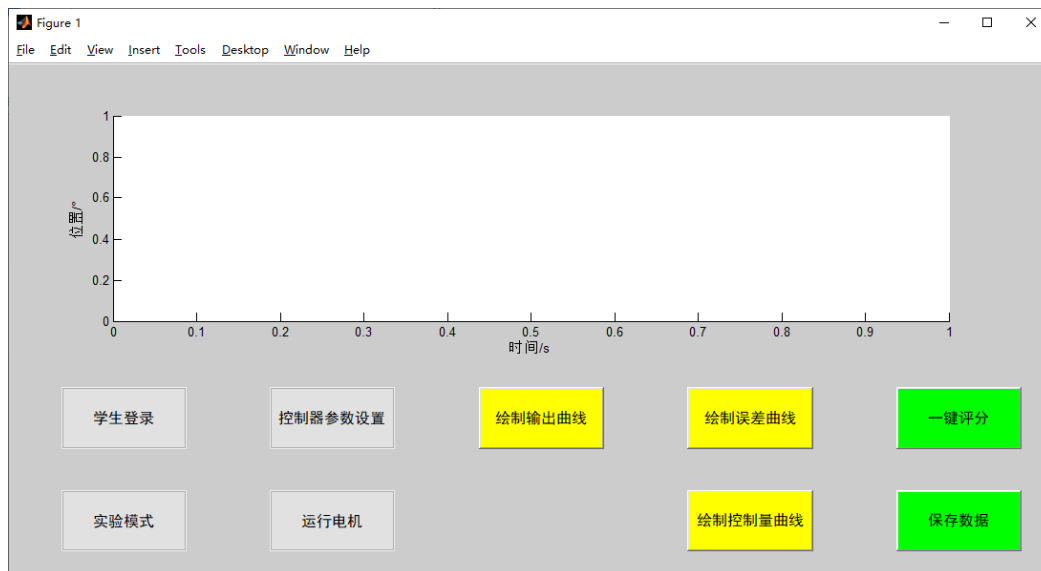 Figure 1
File Edit View Insert Tools Desktop Window Help
1
0.8
0.6
0.4
0.2
0
位置/°
0 0.1 0.2 0.3 0.4 0.5 0.6 0.7 0.8 0.9 1
时间/s
学生登录 控制器参数设置 绘制输出曲线 绘制误差曲线 一键评分
实验模式 运行电机 绘制控制量曲线 保存数据